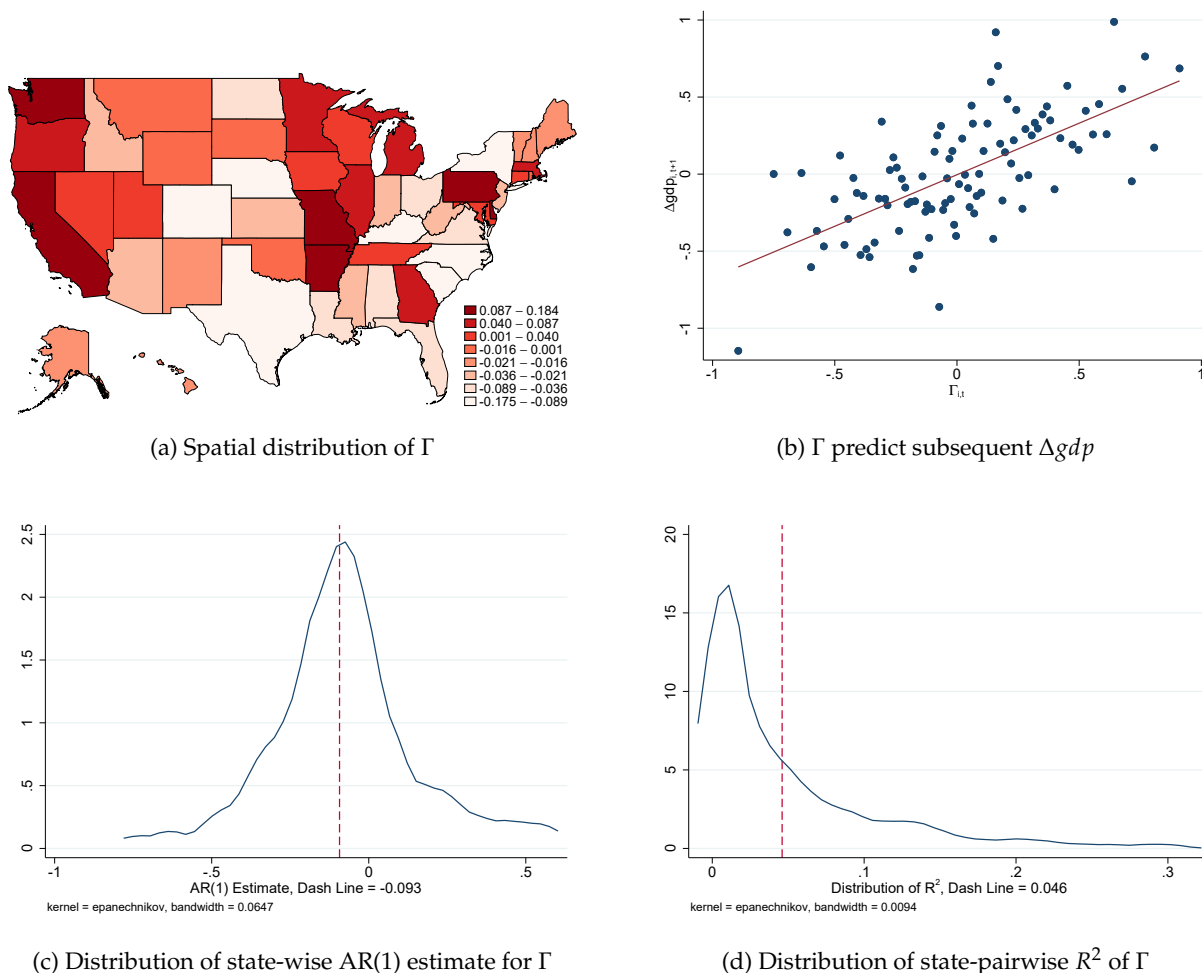 0.087 – 0.184
0.040 – 0.087
0.001 – 0.040
-0.016 – 0.001
-0.021 – -0.016
-0.036 – -0.021
-0.089 – -0.036
-0.175 – -0.089
(a) Spatial distribution of Γ
Δgdp_{i,t+1}
1
.5
0
-.5
-1
-1
-.5
0
.5
1
Γ_{i,t}
(b) Γ predict subsequent Δgdp
2.5
2
1.5
1
.5
0
-1
-.5
0
.5
AR(1) Estimate, Dash Line = -0.093
kernel = epanechnikov, bandwidth = 0.0647
(c) Distribution of state-wise AR(1) estimate for Γ
20
15
10
5
0
0
.1
.2
.3
Distribution of R², Dash Line = 0.046
kernel = epanechnikov, bandwidth = 0.0094
(d) Distribution of state-pairwise R² of Γ